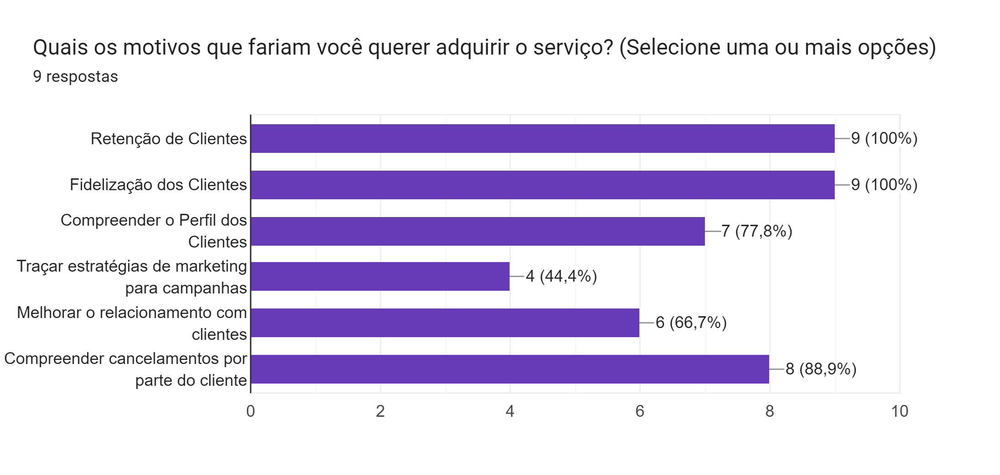 Quais os motivos que fariam você querer adquirir o serviço? (Selecione uma ou mais opções)
9 respostas
Retenção de Clientes
9 (100%)
Fidelização dos Clientes
9 (100%)
Compreender o Perfil dos
Clientes
7 (77,8%)
Traçar estratégias de marketing
para campanhas
4 (44,4%)
Melhorar o relacionamento com
clientes
6 (66,7%)
Compreender cancelamentos por
parte do cliente
8 (88,9%)
0 2 4 6 8 10